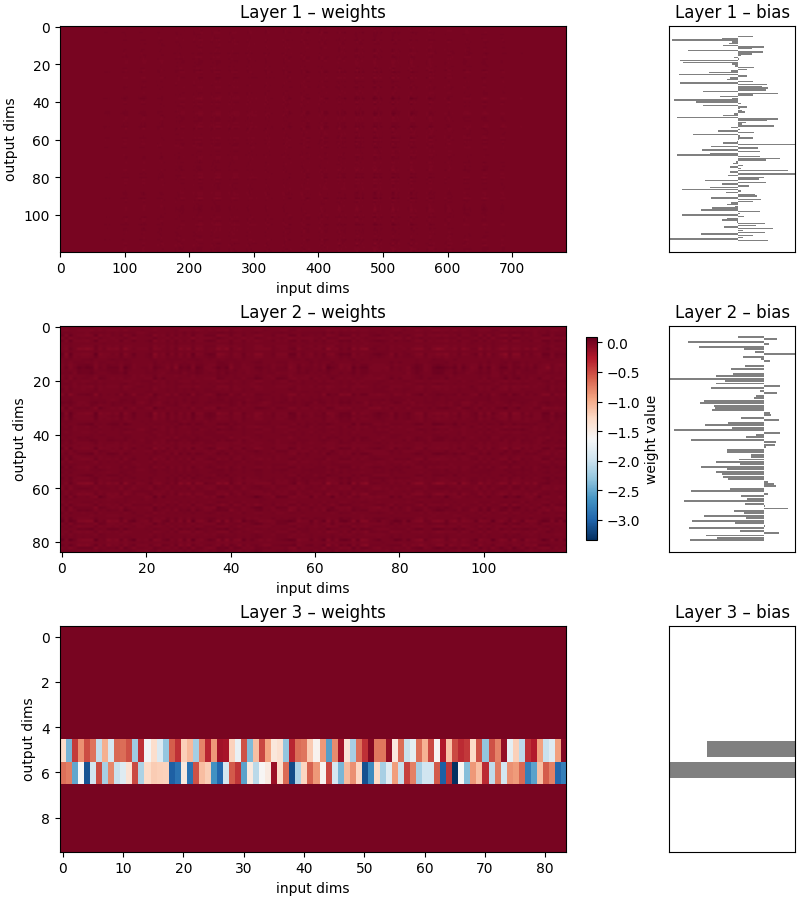 Layer 1 – weights
Layer 1 – bias
0
20
40
60
80
100
output dims
0 100 200 300 400 500 600 700
input dims
Layer 2 – weights
Layer 2 – bias
0
20
40
60
80
output dims
0 20 40 60 80 100
input dims
0.0
−0.5
−1.0
−1.5
−2.0
−2.5
−3.0
weight value
Layer 3 – weights
Layer 3 – bias
0
2
4
6
8
output dims
0 10 20 30 40 50 60 70 80
input dims